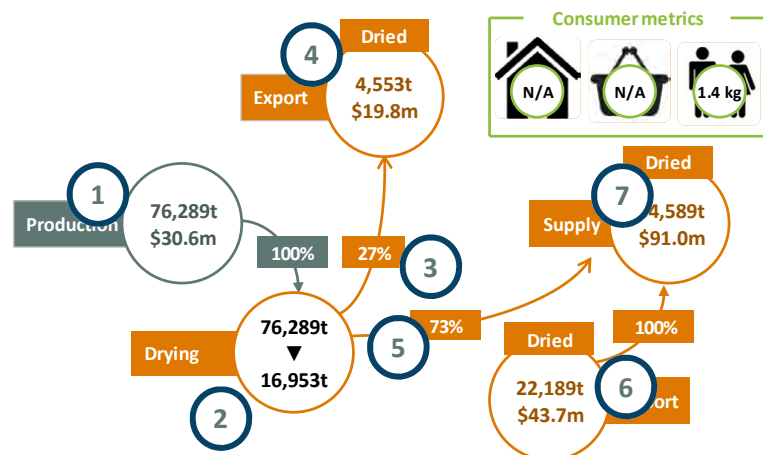 Consumer metrics
N/A
N/A
1.4 kg
4
Dried
Export
4,553t
$19.8m
1
Production
76,289t
$30.6m
7
Dried
Supply
4,589t
$91.0m
100%
27%
3
Drying
76,289t
▼
16,953t
2
5
73%
100%
Dried
22,189t
$43.7m
6